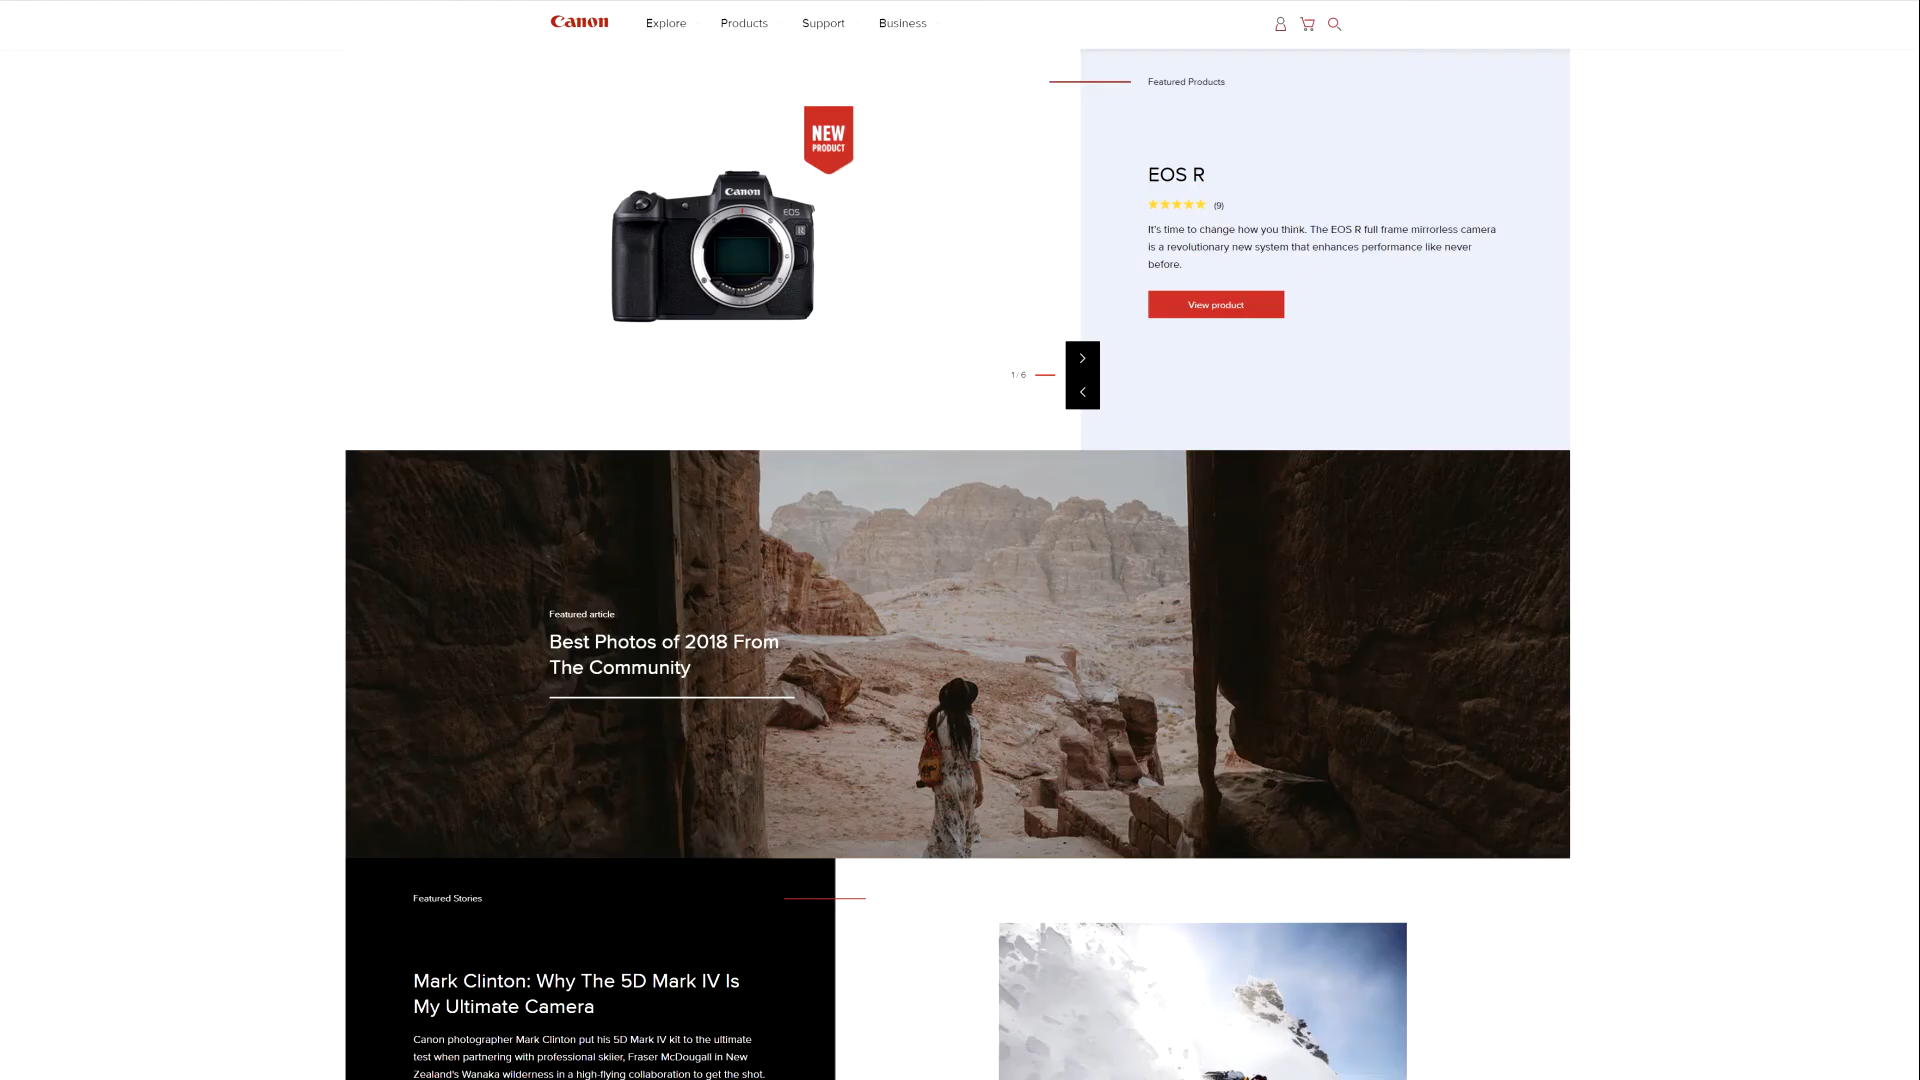 Canon
Explore
Products
Support
Business
Featured Products
NEW
PRODUCT
Canon
EOS
R
EOS R
(9)
It's time to change how you think. The EOS R full frame mirrorless camera
is a revolutionary new system that enhances performance like never
before.
View product
1 / 6
Featured article
Best Photos of 2018 From
The Community
Featured Stories
Mark Clinton: Why The 5D Mark IV Is
My Ultimate Camera
Canon photographer Mark Clinton put his 5D Mark IV kit to the ultimate
test when partnering with professional skiier, Fraser McDougall in New
Zealand's Wanaka wilderness in a high-flying collaboration to get the shot.